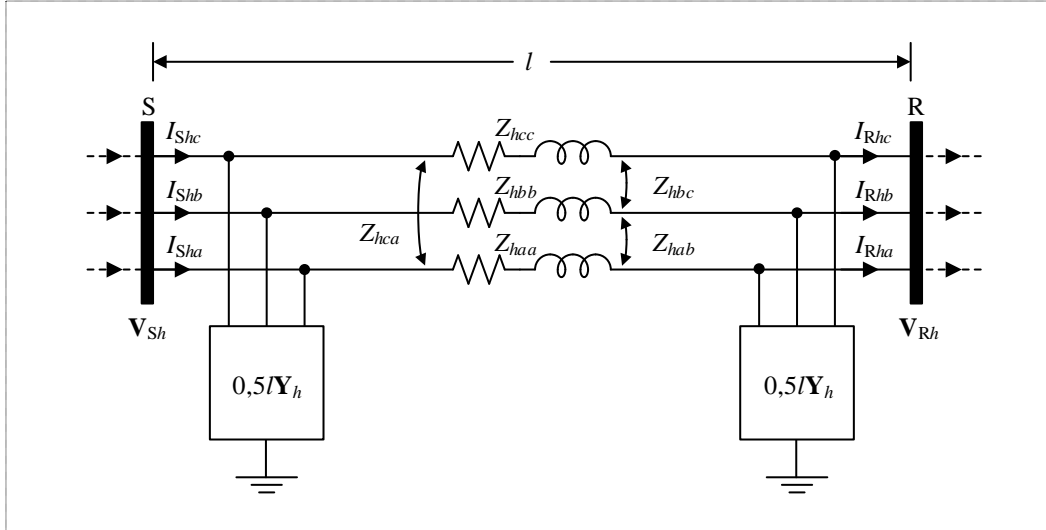 l
S R
I_Shc Z_hcc I_Rhc
I_Shb Z_hbb Z_hbc I_Rhb
Z_hca
I_Sha Z_haa Z_hab I_Rha
V_Sh V_Rh
0,5lY_h 0,5lY_h